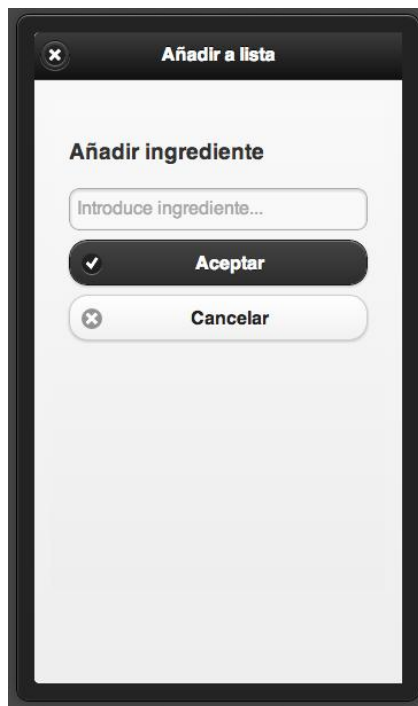 Añadir a lista
Añadir ingrediente
Introduce ingrediente...
Aceptar
Cancelar